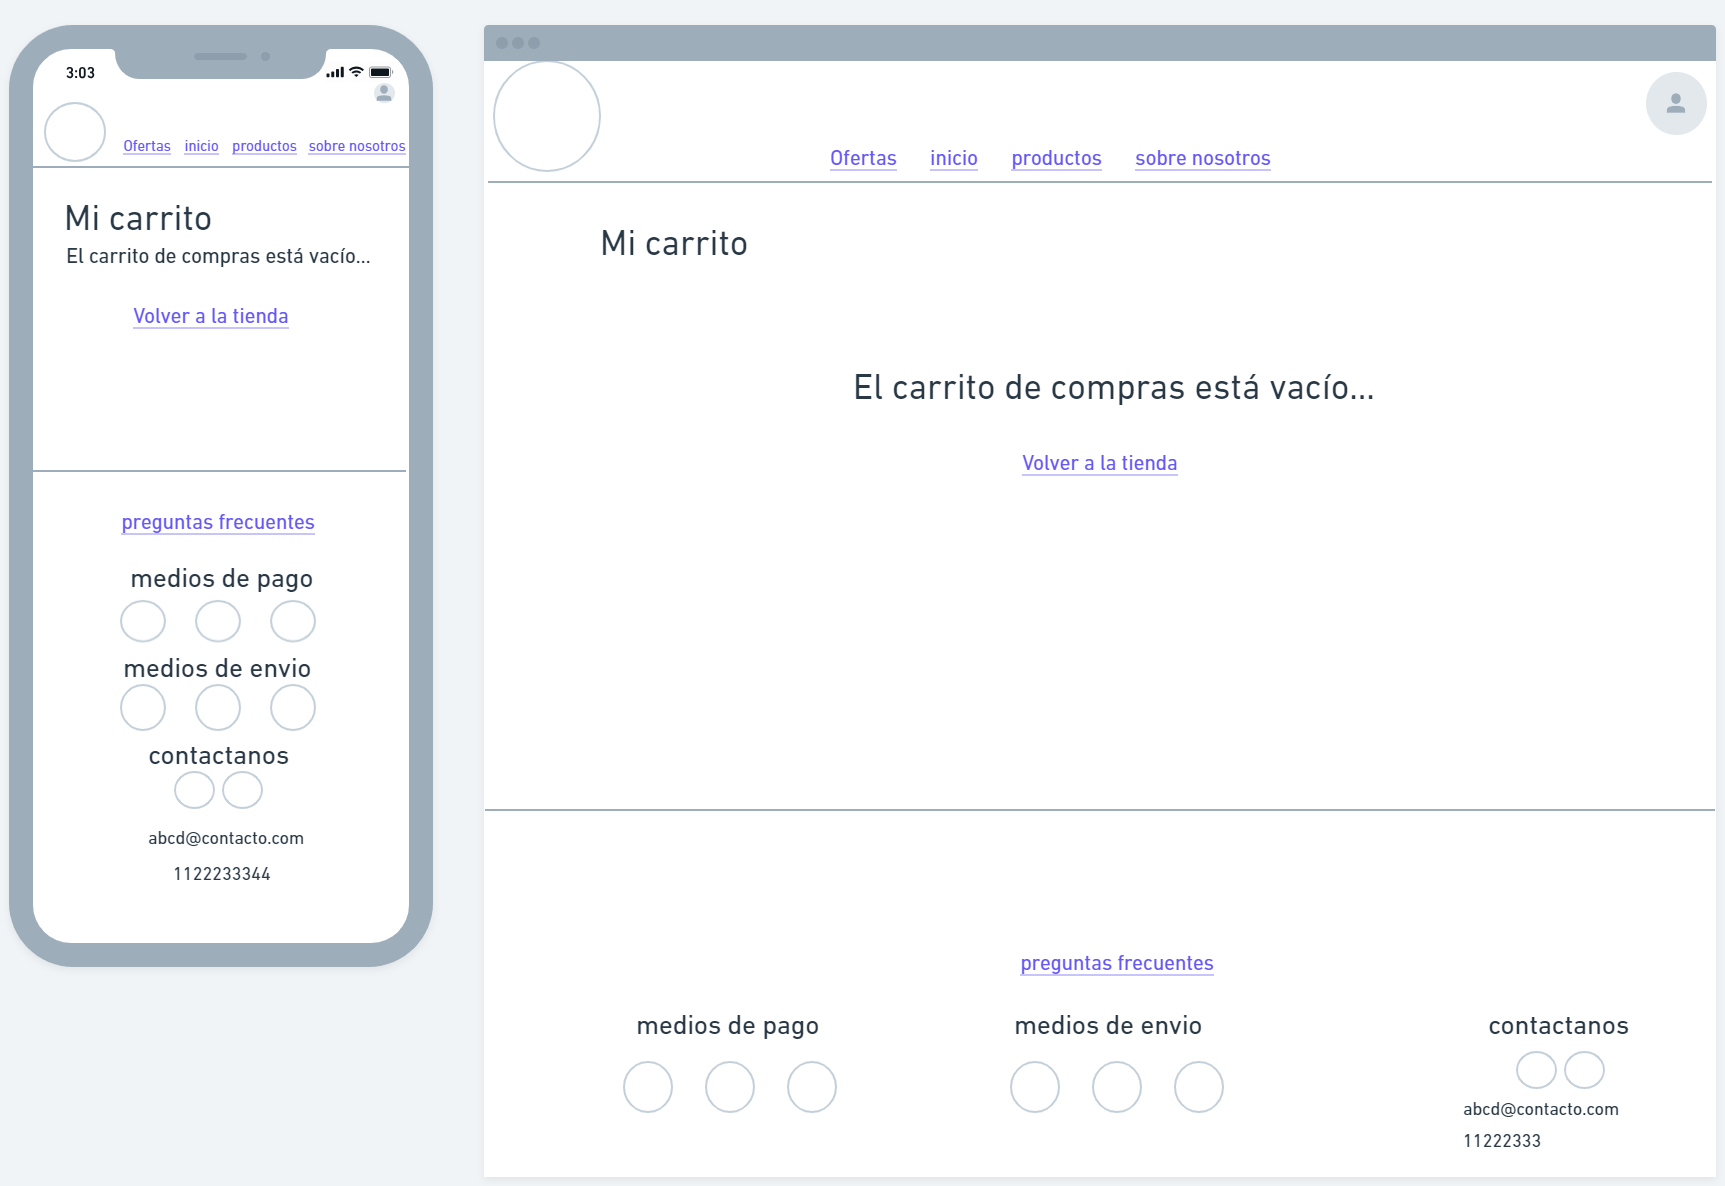 3:03
Ofertas inicio productos sobre nosotros
Mi carrito
El carrito de compras está vacío...
Volver a la tienda
preguntas frecuentes
medios de pago
medios de envio
contactanos
abcd@contacto.com
1122233344
Ofertas inicio productos sobre nosotros
Mi carrito
El carrito de compras está vacío...
Volver a la tienda
preguntas frecuentes
medios de pago
medios de envio
contactanos
abcd@contacto.com
11222333